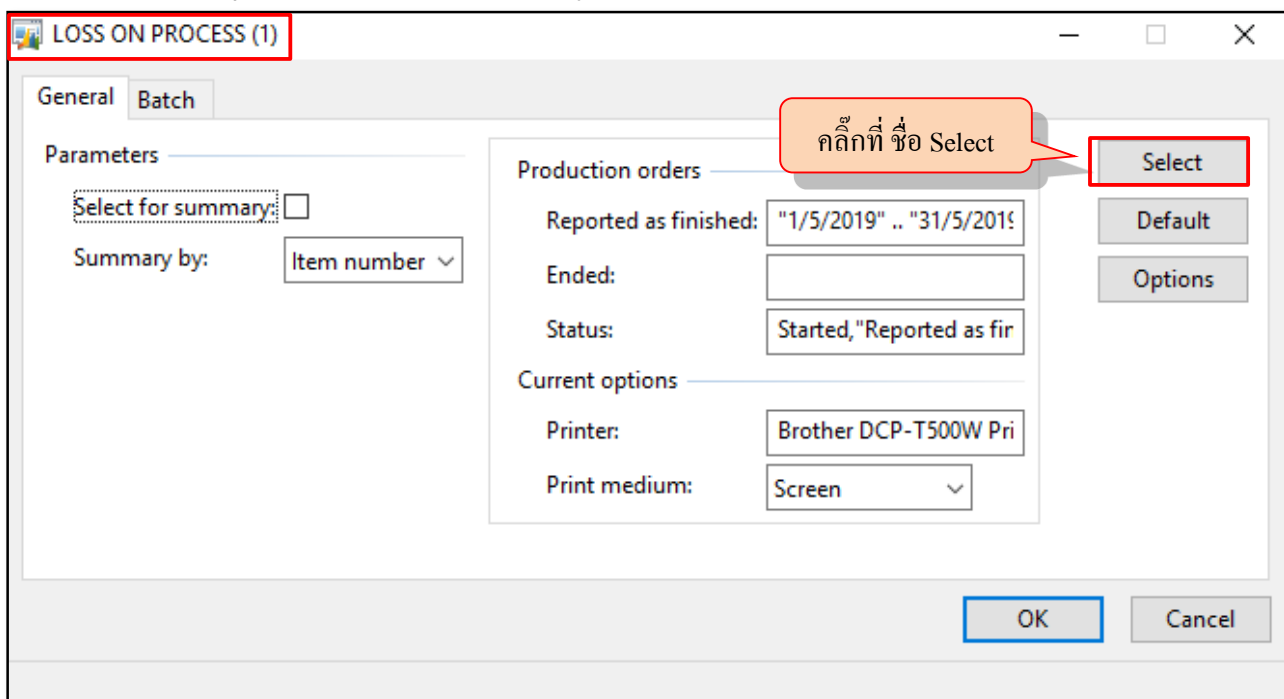 LOSS ON PROCESS (1)
General Batch
คลิ๊กที่ ชื่อ Select
Parameters
Select for summary:
Summary by: Item number
Production orders
Reported as finished: "1/5/2019" .. "31/5/2019
Ended:
Status: Started,"Reported as fin
Current options
Printer: Brother DCP-T500W Pri
Print medium: Screen
Select
Default
Options
OK Cancel